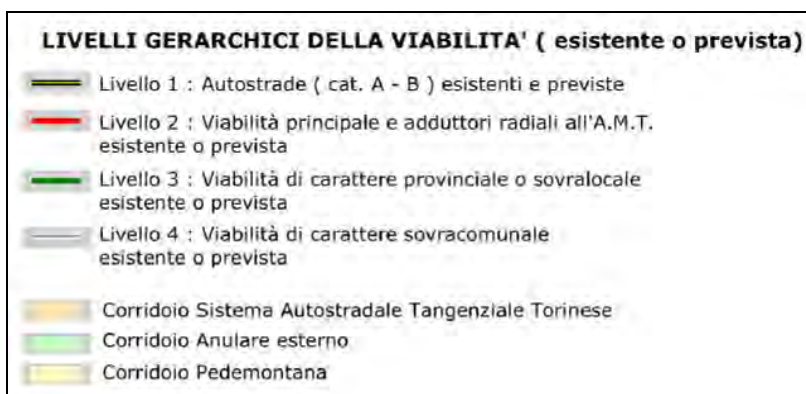 LIVELLI GERARCHICI DELLA VIABILITA' ( esistente o prevista)
Livello 1 : Autostrade ( cat. A - B ) esistenti e previste
Livello 2 : Viabilità principale e adduttori radiali all'A.M.T.
esistente o prevista
Livello 3 : Viabilità di carattere provinciale o sovralocale
esistente o prevista
Livello 4 : Viabilità di carattere sovracomunale
esistente o prevista
Corridoio Sistema Autostradale Tangenziale Torinese
Corridoio Anulare esterno
Corridoio Pedemontana